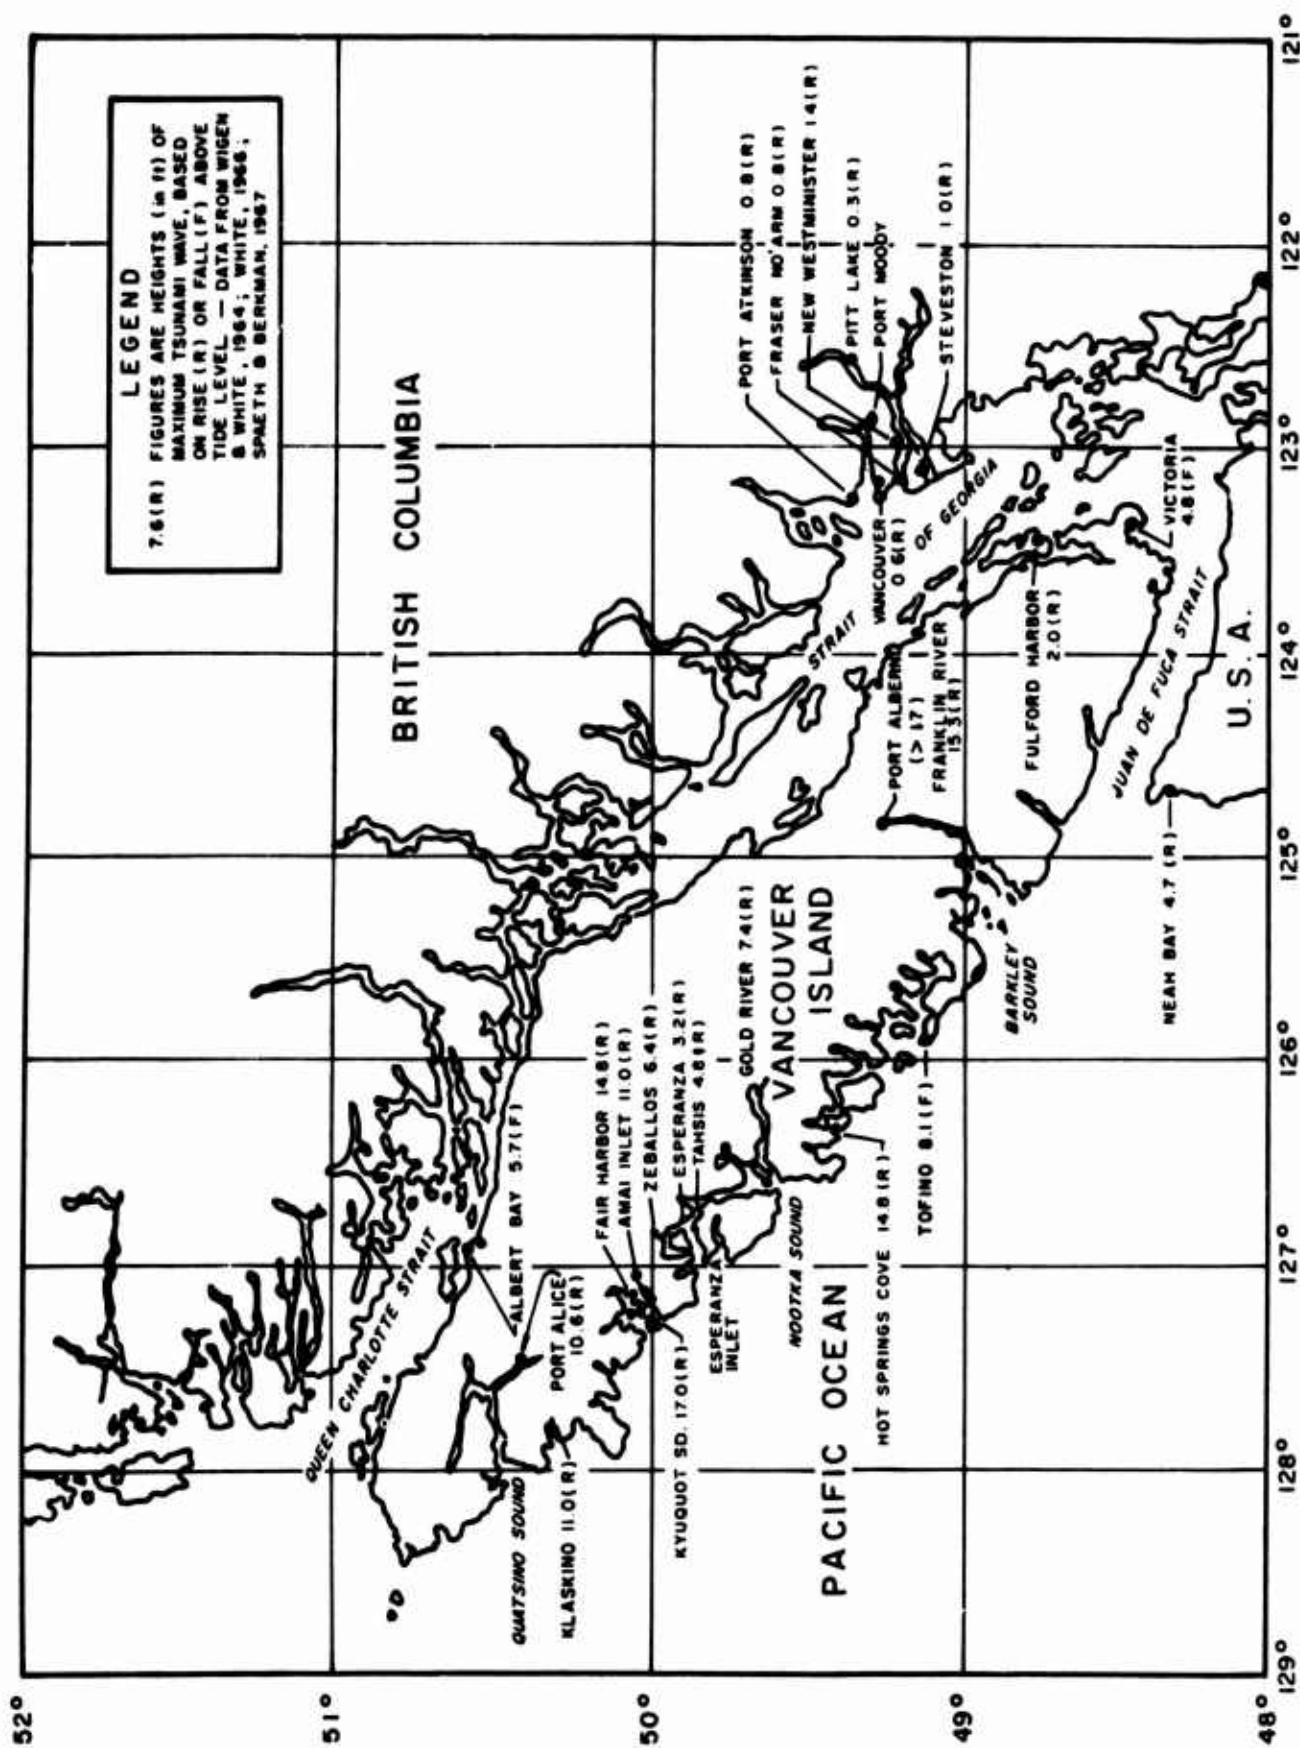 LEGEND
7.6(R) FIGURES ARE HEIGHTS (in ft) OF
MAXIMUM TSUNAMI WAVE, BASED
ON RISE (R) OR FALL (F) ABOVE
TIDE LEVEL — DATA FROM WIGEN
& WHITE, 1964; WHITE, 1966;
SPAETH & BERKMAN, 1967
BRITISH COLUMBIA
PORT ATKINSON 0.8(R)
FRASER NO'ARM 0.8(R)
NEW WESTMINISTER 1.4(R)
PITT LAKE 0.3(R)
PORT MOODY
STEVESTON 1.0(R)
VANCOUVER
0.6(R)
STRAIT
OF GEORGIA
QUEEN CHARLOTTE STRAIT
ALBERT BAY 5.7(F)
PORT ALICE
10.6(R)
QUATSINO SOUND
KLASKINO 11.0(R)
FAIR HARBOR 14.8(R)
AMAI INLET 11.0(R)
ZEBALLOS 6.4(R)
ESPERANZA 3.2(R)
TAHSIS 4.8(R)
GOLD RIVER 7.4(R)
VANCOUVER
ISLAND
KYUQUOT SD. 17.0(R)
ESPERANZA
INLET
NOOTKA SOUND
PACIFIC OCEAN
HOT SPRINGS COVE 14.8(R)
TOFINO 8.1(F)
BARKLEY
SOUND
PORT ALBERNI
(> 17)
FRANKLIN RIVER
15.3(R)
FULFORD HARBOR
2.0(R)
VICTORIA
4.8(F)
JUAN DE FUCA STRAIT
NEAH BAY 4.7 (R)
U. S. A.
52°
51°
50°
49°
48°
129°
128°
127°
126°
125°
124°
123°
122°
121°